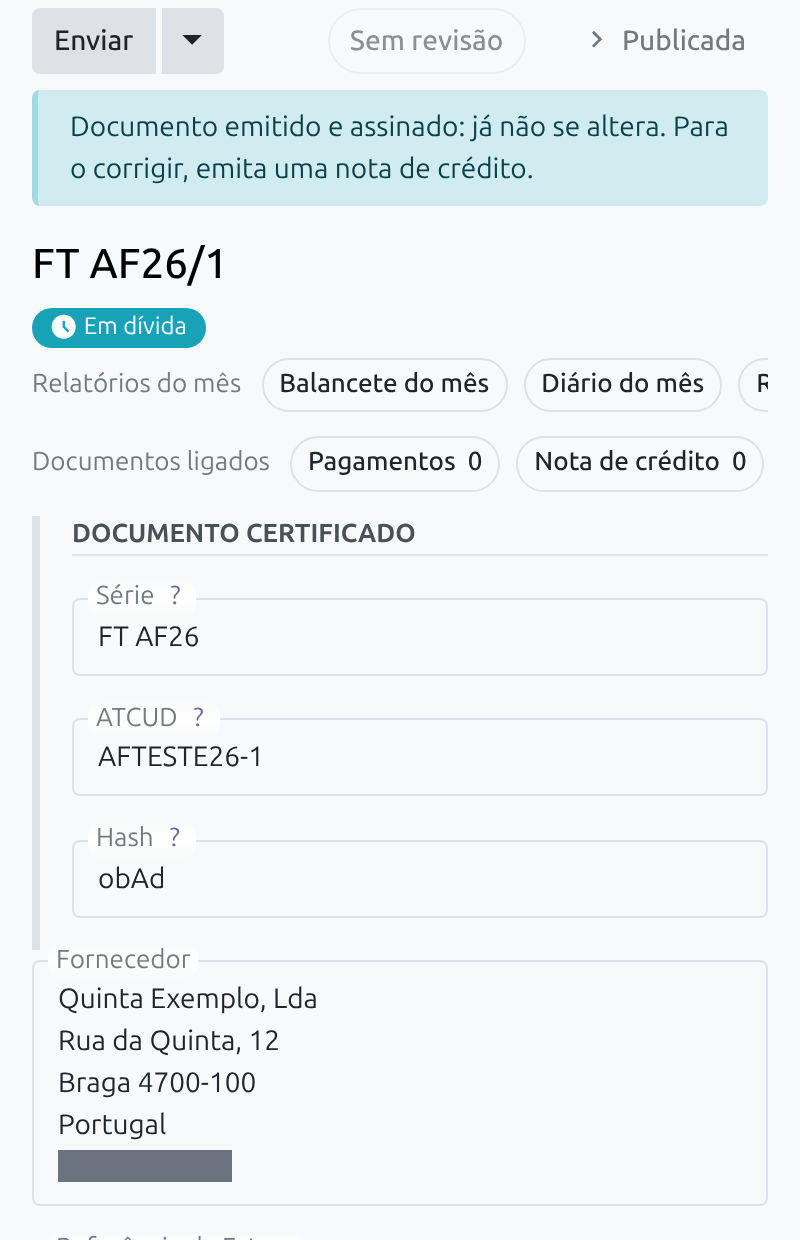 Enviar
Sem revisão
Publicada
Documento emitido e assinado: já não se altera. Para
o corrigir, emita uma nota de crédito.
FT AF26/1
Em dívida
Relatórios do mês
Balancete do mês
Diário do mês
Documentos ligados
Pagamentos 0
Nota de crédito 0
DOCUMENTO CERTIFICADO
Série ?
FT AF26
ATCUD ?
AFTESTE26-1
Hash ?
obAd
Fornecedor
Quinta Exemplo, Lda
Rua da Quinta, 12
Braga 4700-100
Portugal